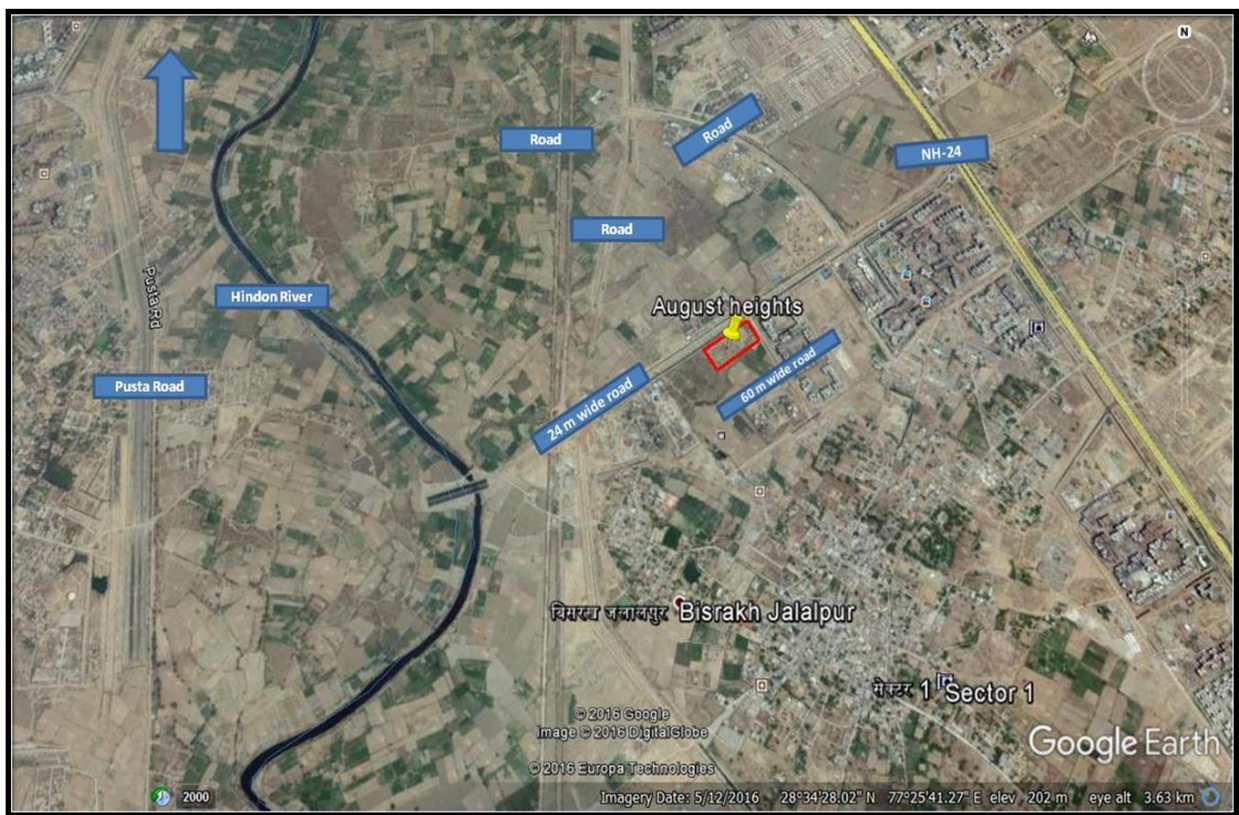 N
Road
Road
NH-24
Road
Pusta Rd
Hindon River
August heights
Pusta Road
60 m wide road
24 m wide road
बिसरख जलालपुर Bisrakh Jalalpur
सेक्टर 1 Sector 1
© 2016 Google
Image © 2016 DigitalGlobe
© 2016 Europa Technologies
Google Earth
2000
Imagery Date: 5/12/2016 28°34'28.02" N 77°25'41.27" E elev 202 m eye alt 3.63 km